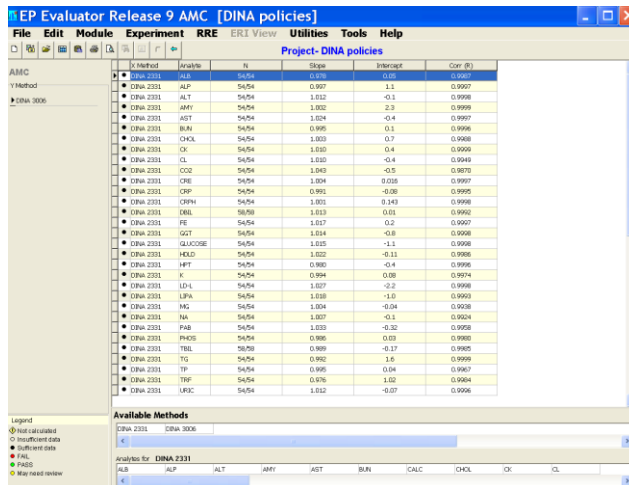 EP Evaluator Release 9 AMC [DINA policies]
File Edit Module Experiment RRE ERI View Utilities Tools Help
Project- DINA policies
AMC
Y Method
DINA 3006
X Method Analyte N Slope Intercept Corr (R)
DINA 2331 ALB 54/54 0.978 0.05 0.9987
DINA 2331 ALP 54/54 0.997 1.1 0.9997
DINA 2331 ALT 54/54 1.012 -0.1 0.9998
DINA 2331 AMY 54/54 1.002 2.3 0.9999
DINA 2331 AST 54/54 1.024 -0.4 0.9997
DINA 2331 BUN 54/54 0.995 0.1 0.9996
DINA 2331 CHOL 54/54 1.003 0.7 0.9988
DINA 2331 CK 54/54 1.010 0.4 0.9999
DINA 2331 CL 54/54 1.010 -0.4 0.9949
DINA 2331 CO2 54/54 1.043 -0.5 0.9870
DINA 2331 CRE 54/54 1.004 0.016 0.9997
DINA 2331 CRP 54/54 0.991 -0.08 0.9995
DINA 2331 CRPH 54/54 1.001 0.143 0.9998
DINA 2331 DBIL 58/58 1.013 0.01 0.9992
DINA 2331 FE 54/54 1.017 0.2 0.9997
DINA 2331 GGT 54/54 1.014 -0.8 0.9998
DINA 2331 GLUCOSE 54/54 1.015 -1.1 0.9998
DINA 2331 HDLD 54/54 1.022 -0.11 0.9986
DINA 2331 HPT 54/54 0.980 -0.4 0.9996
DINA 2331 K 54/54 0.994 0.08 0.9974
DINA 2331 LD-L 54/54 1.027 -2.2 0.9998
DINA 2331 LIPA 54/54 1.018 -1.0 0.9993
DINA 2331 MG 54/54 1.004 -0.04 0.9938
DINA 2331 NA 54/54 1.007 -0.1 0.9924
DINA 2331 PAB 54/54 1.033 -0.32 0.9958
DINA 2331 PHOS 54/54 0.986 0.03 0.9980
DINA 2331 TBIL 58/58 0.989 -0.17 0.9985
DINA 2331 TG 54/54 0.992 1.6 0.9999
DINA 2331 TP 54/54 0.995 0.04 0.9967
DINA 2331 TRF 54/54 0.976 1.02 0.9984
DINA 2331 URIC 54/54 1.012 -0.07 0.9996
Legend
Not calculated
Insufficient data
Sufficient data
FAIL
PASS
May need review
Available Methods
DINA 2331 DINA 3006
Analytes for DINA 2331
ALB ALP ALT AMY AST BUN CALC CHOL CK CL